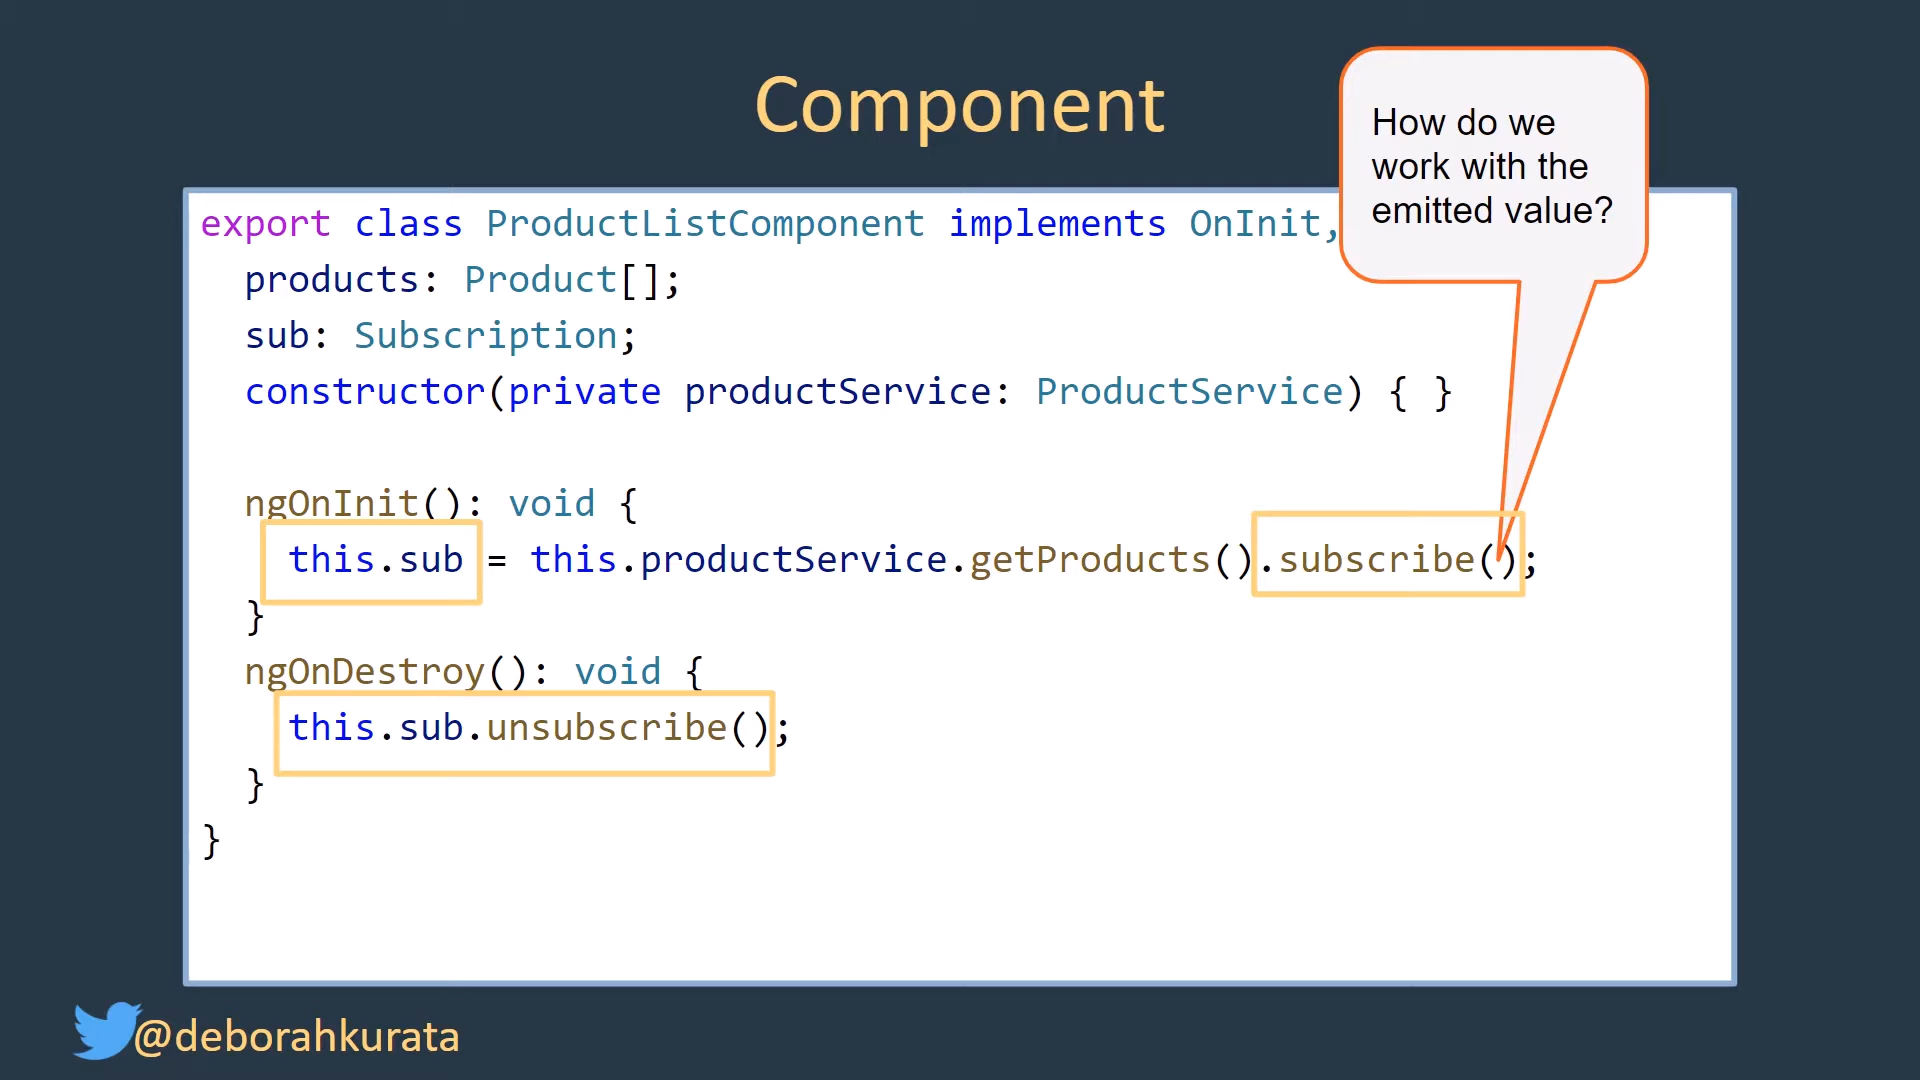 Component
How do we
work with the
emitted value?
export class ProductListComponent implements OnInit,
products: Product[];
sub: Subscription;
constructor(private productService: ProductService) { }
ngOnInit(): void {
this.sub = this.productService.getProducts().subscribe();
}
ngOnDestroy(): void {
this.sub.unsubscribe();
}
}
@deborahkurata